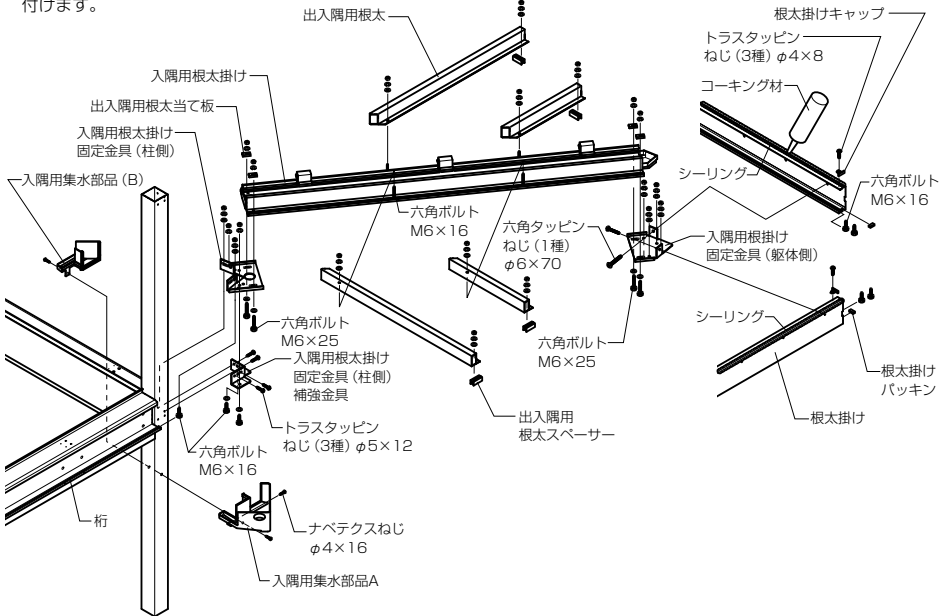 付けます。
出入隅用根太
根太掛けキャップ
トラスタッピン
ねじ（3種）φ4×8
コーキング材
入隅用根太掛け
出入隅用根太当て板
入隅用根太掛け
固定金具（柱側）
入隅用集水部品（B）
シーリング
六角ボルト
M6×16
六角ボルト
M6×16
六角タッピン
ねじ（1種）
φ6×70
入隅用根掛け
固定金具（躯体側）
六角ボルト
M6×25
六角ボルト
M6×25
シーリング
入隅用根太掛け
固定金具（柱側）
補強金具
根太掛け
パッキン
根太掛け
出入隅用
根太スペーサー
トラスタッピン
ねじ（3種）φ5×12
六角ボルト
M6×16
桁
ナベテクスねじ
φ4×16
入隅用集水部品A